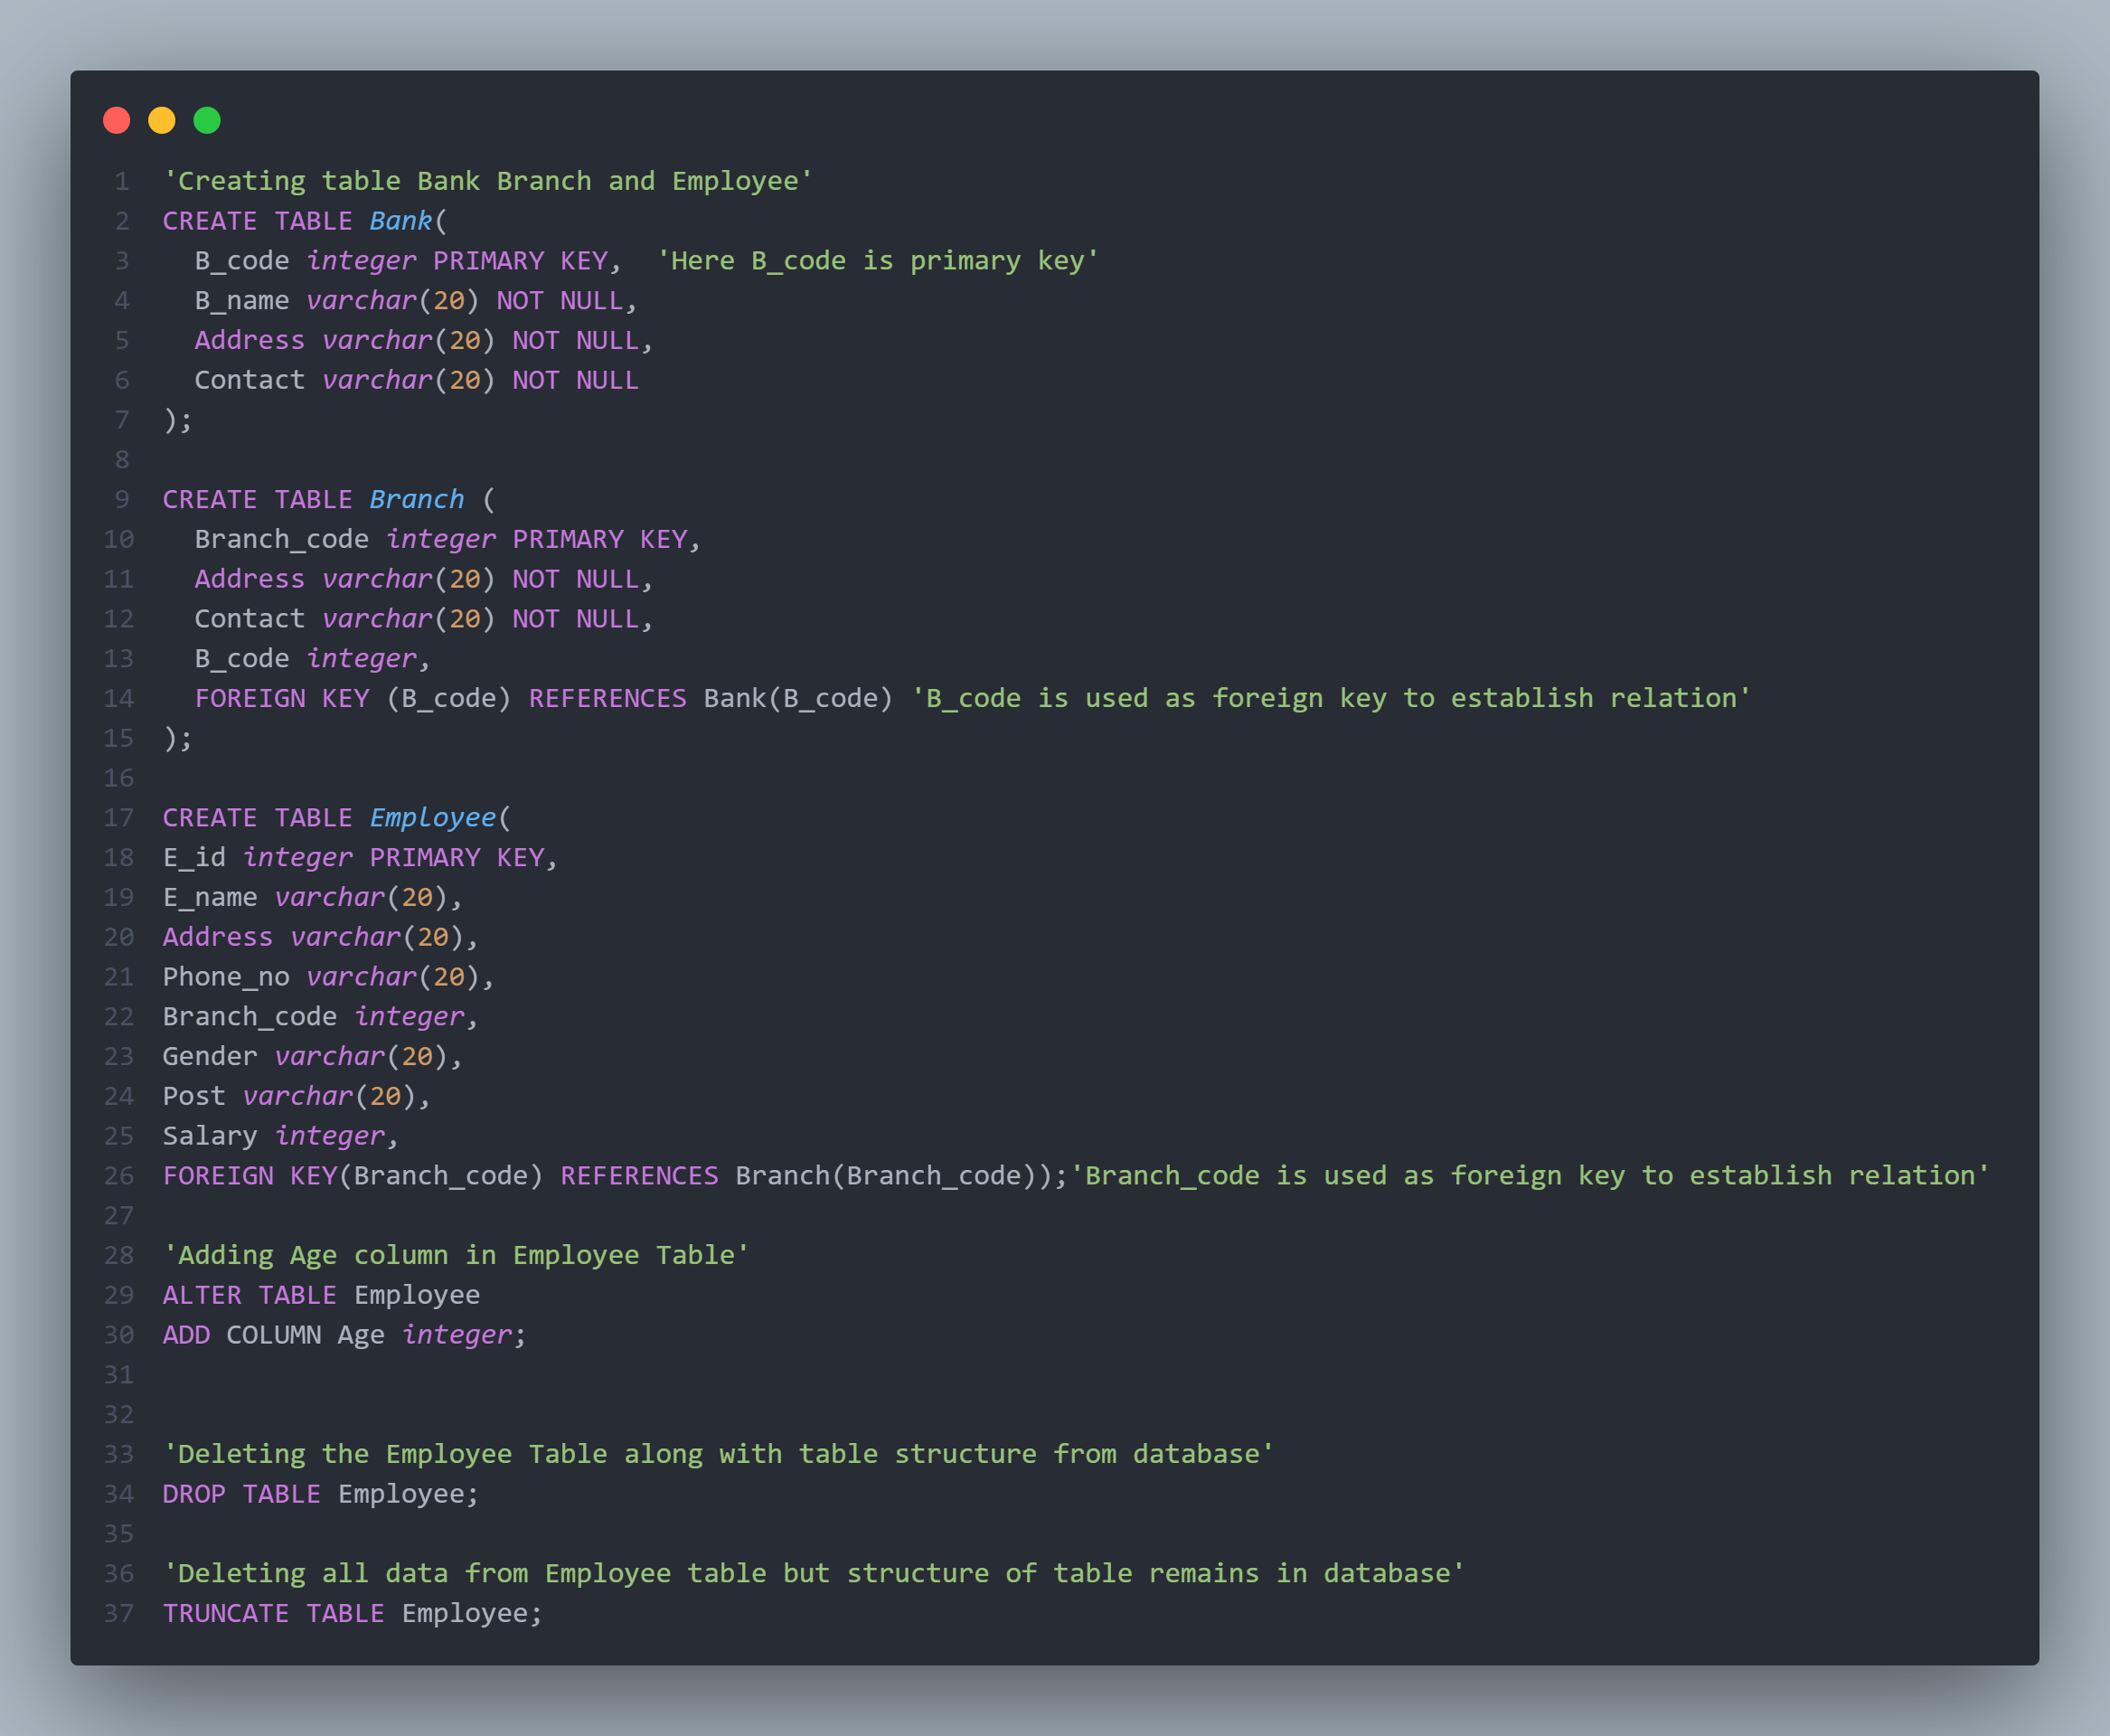 1 'Creating table Bank Branch and Employee'
2 CREATE TABLE Bank(
3   B_code integer PRIMARY KEY,  'Here B_code is primary key'
4   B_name varchar(20) NOT NULL,
5   Address varchar(20) NOT NULL,
6   Contact varchar(20) NOT NULL
7 );
8
9 CREATE TABLE Branch (
10   Branch_code integer PRIMARY KEY,
11   Address varchar(20) NOT NULL,
12   Contact varchar(20) NOT NULL,
13   B_code integer,
14   FOREIGN KEY (B_code) REFERENCES Bank(B_code) 'B_code is used as foreign key to establish relation'
15 );
16
17 CREATE TABLE Employee(
18 E_id integer PRIMARY KEY,
19 E_name varchar(20),
20 Address varchar(20),
21 Phone_no varchar(20),
22 Branch_code integer,
23 Gender varchar(20),
24 Post varchar(20),
25 Salary integer,
26 FOREIGN KEY(Branch_code) REFERENCES Branch(Branch_code));'Branch_code is used as foreign key to establish relation'
27
28 'Adding Age column in Employee Table'
29 ALTER TABLE Employee
30 ADD COLUMN Age integer;
31
32
33 'Deleting the Employee Table along with table structure from database'
34 DROP TABLE Employee;
35
36 'Deleting all data from Employee table but structure of table remains in database'
37 TRUNCATE TABLE Employee;